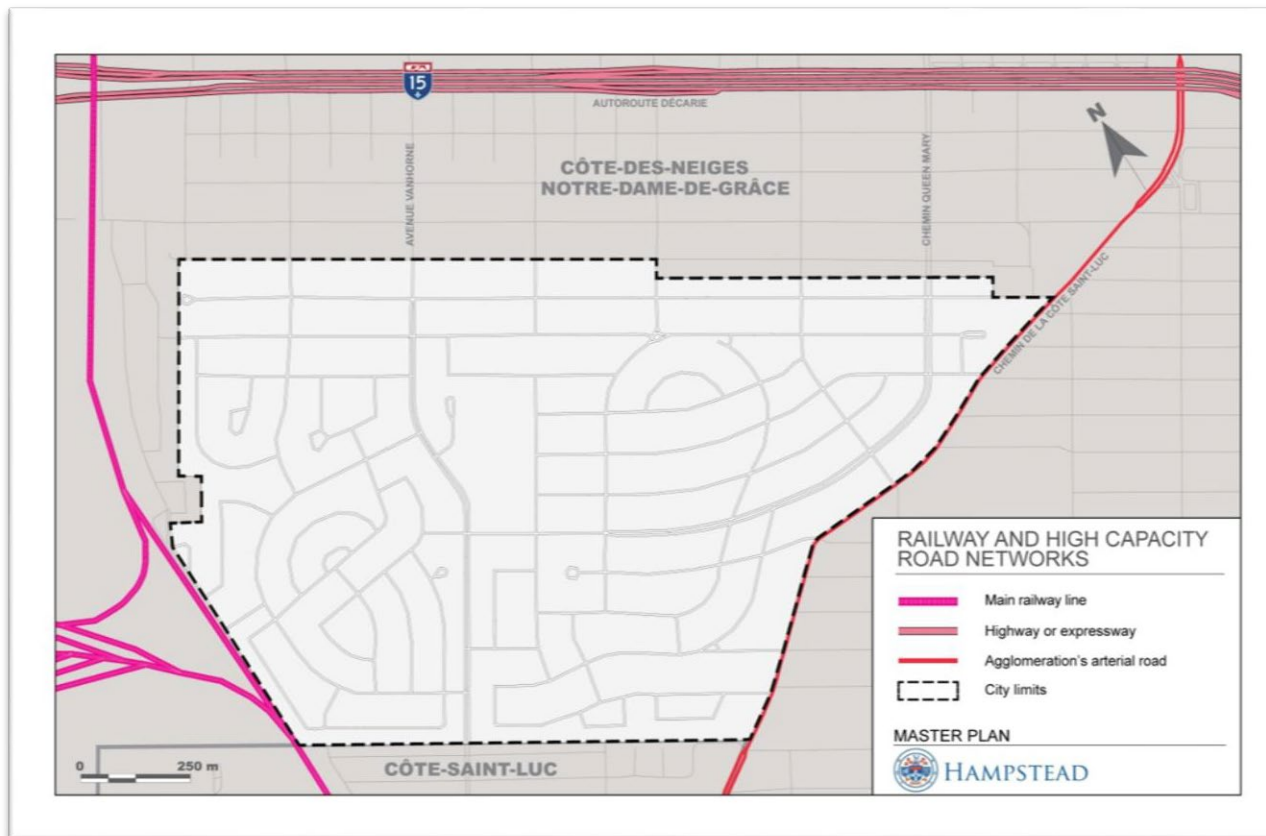 15
AUTOROUTE DÉCARIE
N
CÔTE-DES-NEIGES
NOTRE-DAME-DE-GRÂCE
AVENUE VANHORNE
CHEMIN QUEEN MARY
CHEMIN DE LA CÔTE SAINT-LUC
RAILWAY AND HIGH CAPACITY
ROAD NETWORKS
Main railway line
Highway or expressway
Agglomeration's arterial road
City limits
MASTER PLAN
HAMPSTEAD
0 250 m
CÔTE-SAINT-LUC